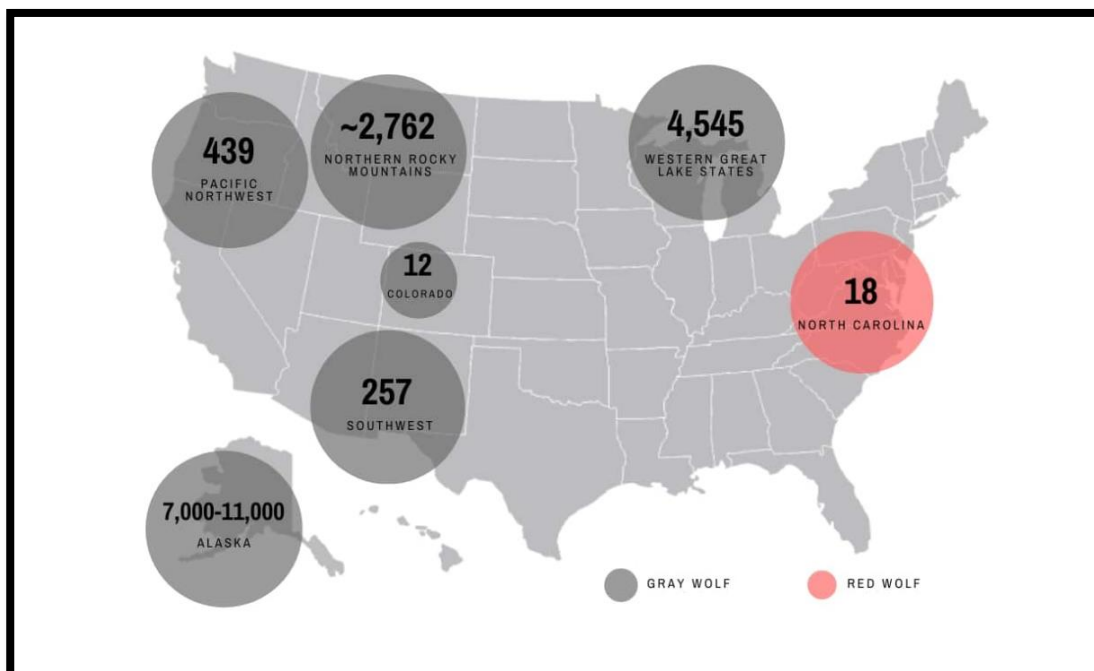 439
PACIFIC
NORTHWEST
~2,762
NORTHERN ROCKY
MOUNTAINS
4,545
WESTERN GREAT
LAKE STATES
12
COLORADO
18
NORTH CAROLINA
257
SOUTHWEST
7,000-11,000
ALASKA
GRAY WOLF
RED WOLF